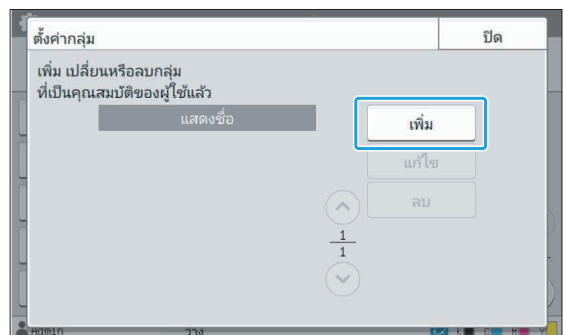 ตั้งค่ากลุ่ม
ปิด
เพิ่ม เปลี่ยนหรือลบกลุ่ม
ที่เป็นคุณสมบัติของผู้ใช้แล้ว
แสดงชื่อ
เพิ่ม
แก้ไข
ลบ
1
1
Admin
ว่าง